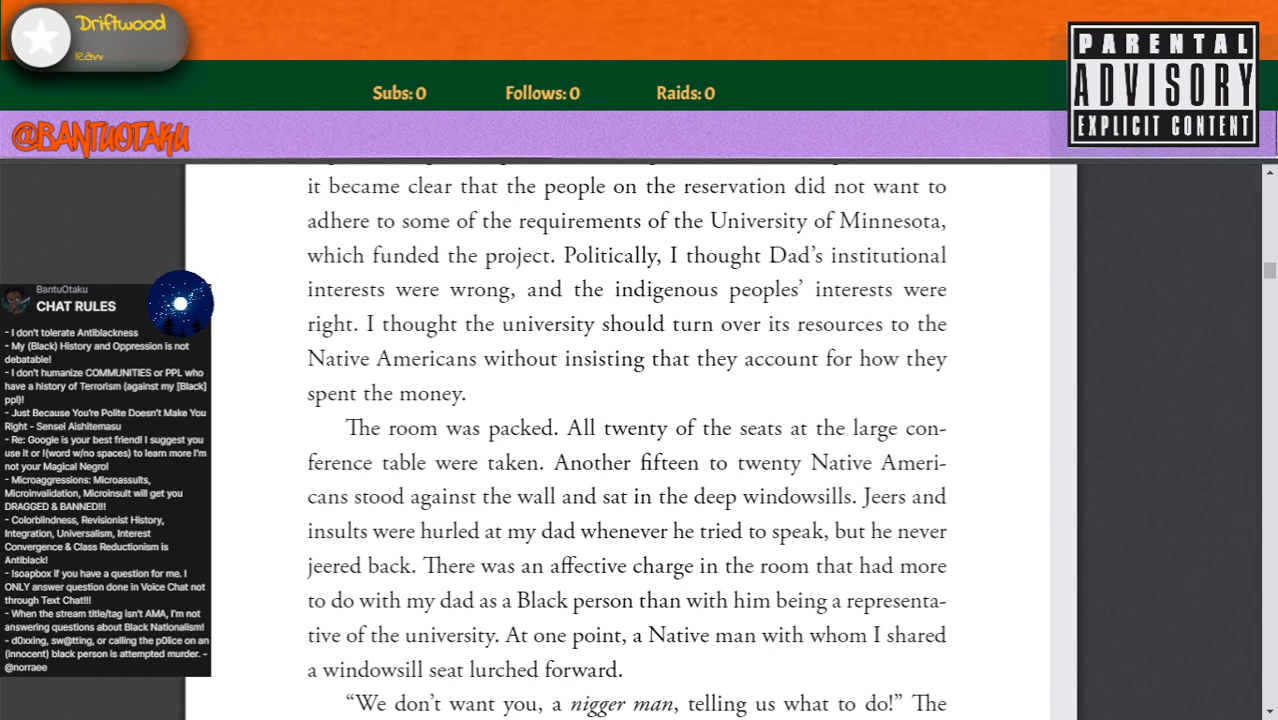 Driftwood
PARENTAL
ADVISORY
EXPLICIT CONTENT
Subs: 0 Follows: 0 Raids: 0
@BANTUOTAKU
it became clear that the people on the reservation did not want to
adhere to some of the requirements of the University of Minnesota,
which funded the project. Politically, I thought Dad’s institutional
interests were wrong, and the indigenous peoples’ interests were
right. I thought the university should turn over its resources to the
Native Americans without insisting that they account for how they
spent the money.
The room was packed. All twenty of the seats at the large con-
ference table were taken. Another fifteen to twenty Native Ameri-
cans stood against the wall and sat in the deep windowsills. Jeers and
insults were hurled at my dad whenever he tried to speak, but he never
jeered back. There was an affective charge in the room that had more
to do with my dad as a Black person than with him being a representa-
tive of the university. At one point, a Native man with whom I shared
a windowsill seat lurched forward.
“We don’t want you, a nigger man, telling us what to do!” The
BantuOtaku
CHAT RULES
- I don't tolerate Antiblackness
- My (Black) History and Oppression is not
debatable!
- I don't humanize COMMUNITIES or PPL who
have a history of Terrorism (against my [Black]
ppl)!
- Just Because You're Polite Doesn't Make You
Right - Sensei Aishitemasu
- Re: Google is your best friend! I suggest you
use it or !(word w/no spaces) to learn more I'm
not your Magical Negro!
- Microaggressions: Microassults,
Microinvalidation, Microinsult will get you
DRAGGED & BANNED!!!
- Colorblindness, Revisionist History,
Integration, Universalism, Interest
Convergence & Class Reductionism is
Antiblack!
- !soapbox if you have a question for me. I
ONLY answer question done in Voice Chat not
through Text Chat!!!
- When the stream title/tag isn't AMA, I'm not
answering questions about Black Nationalism!
- d0xxing, sw@tting, or calling the p0lice on an
(innocent) black person is attempted murder. -
@norraee